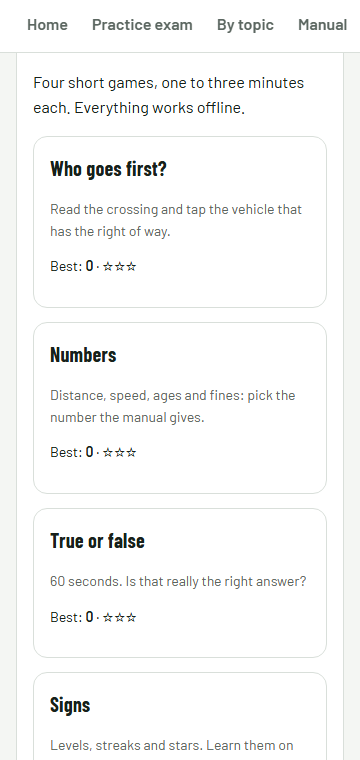 Home Practice exam By topic Manual
Four short games, one to three minutes
each. Everything works offline.
Who goes first?
Read the crossing and tap the vehicle that
has the right of way.
Best: 0 · ☆☆☆
Numbers
Distance, speed, ages and fines: pick the
number the manual gives.
Best: 0 · ☆☆☆
True or false
60 seconds. Is that really the right answer?
Best: 0 · ☆☆☆
Signs
Levels, streaks and stars. Learn them on